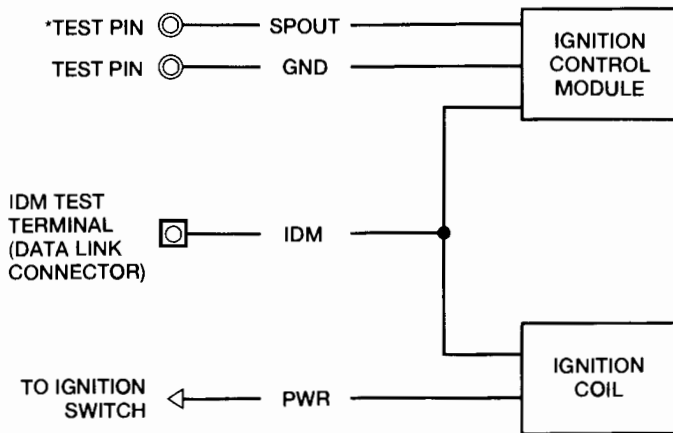 *TEST PIN
SPOUT
IGNITION
CONTROL
MODULE
TEST PIN
GND
IDM TEST
TERMINAL
(DATA LINK
CONNECTOR)
IDM
TO IGNITION
SWITCH
PWR
IGNITION
COIL